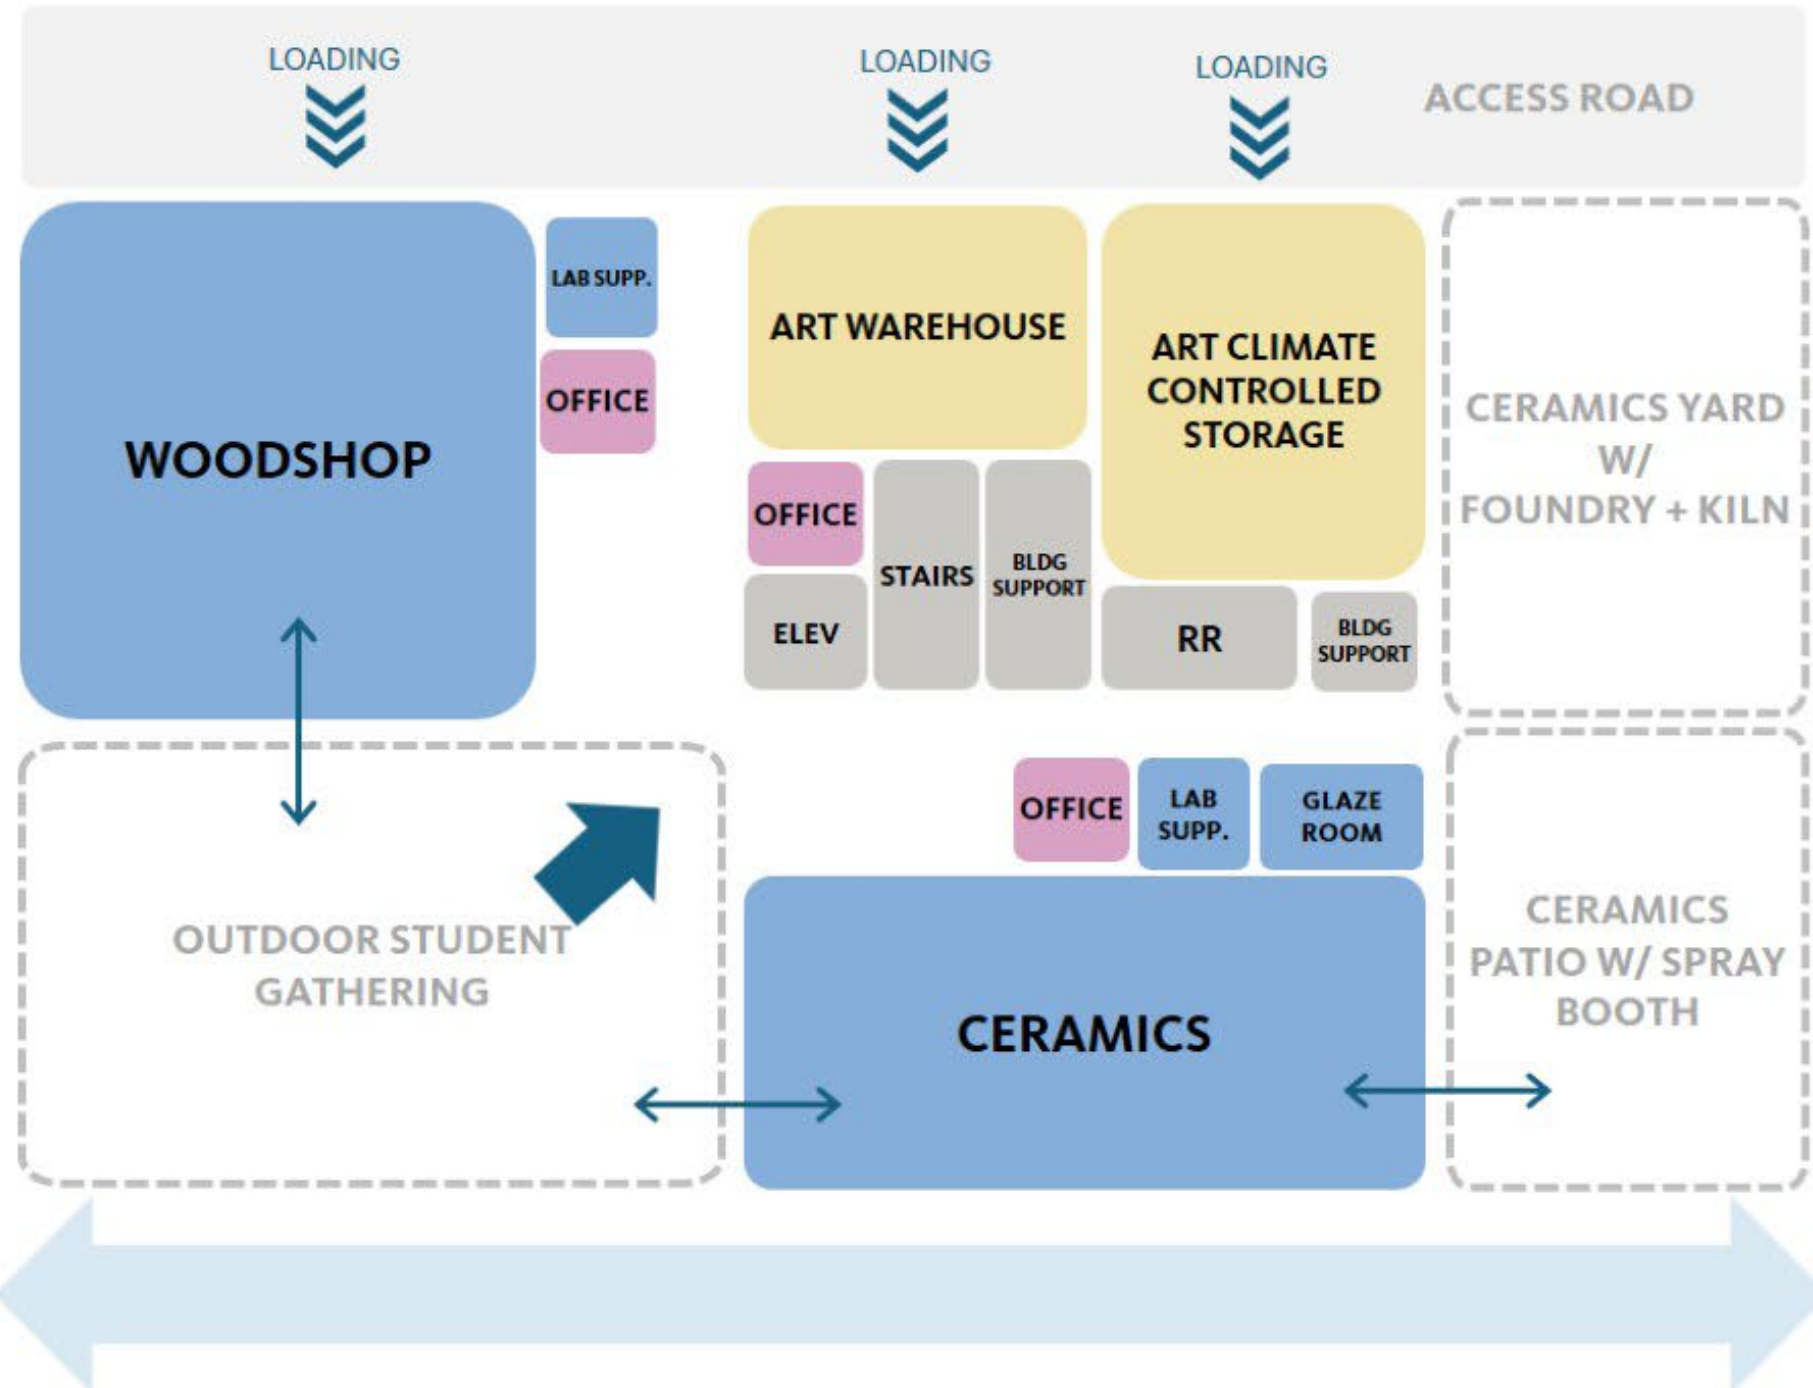 LOADING
LOADING
LOADING
ACCESS ROAD
LAB SUPP.
OFFICE
WOODSHOP
ART WAREHOUSE
ART CLIMATE
CONTROLLED
STORAGE
CERAMICS YARD
W/
FOUNDRY + KILN
OFFICE
STAIRS
BLDG
SUPPORT
ELEV
RR
BLDG
SUPPORT
OFFICE
LAB
SUPP.
GLAZE
ROOM
OUTDOOR STUDENT
GATHERING
CERAMICS
CERAMICS
PATIO W/ SPRAY
BOOTH